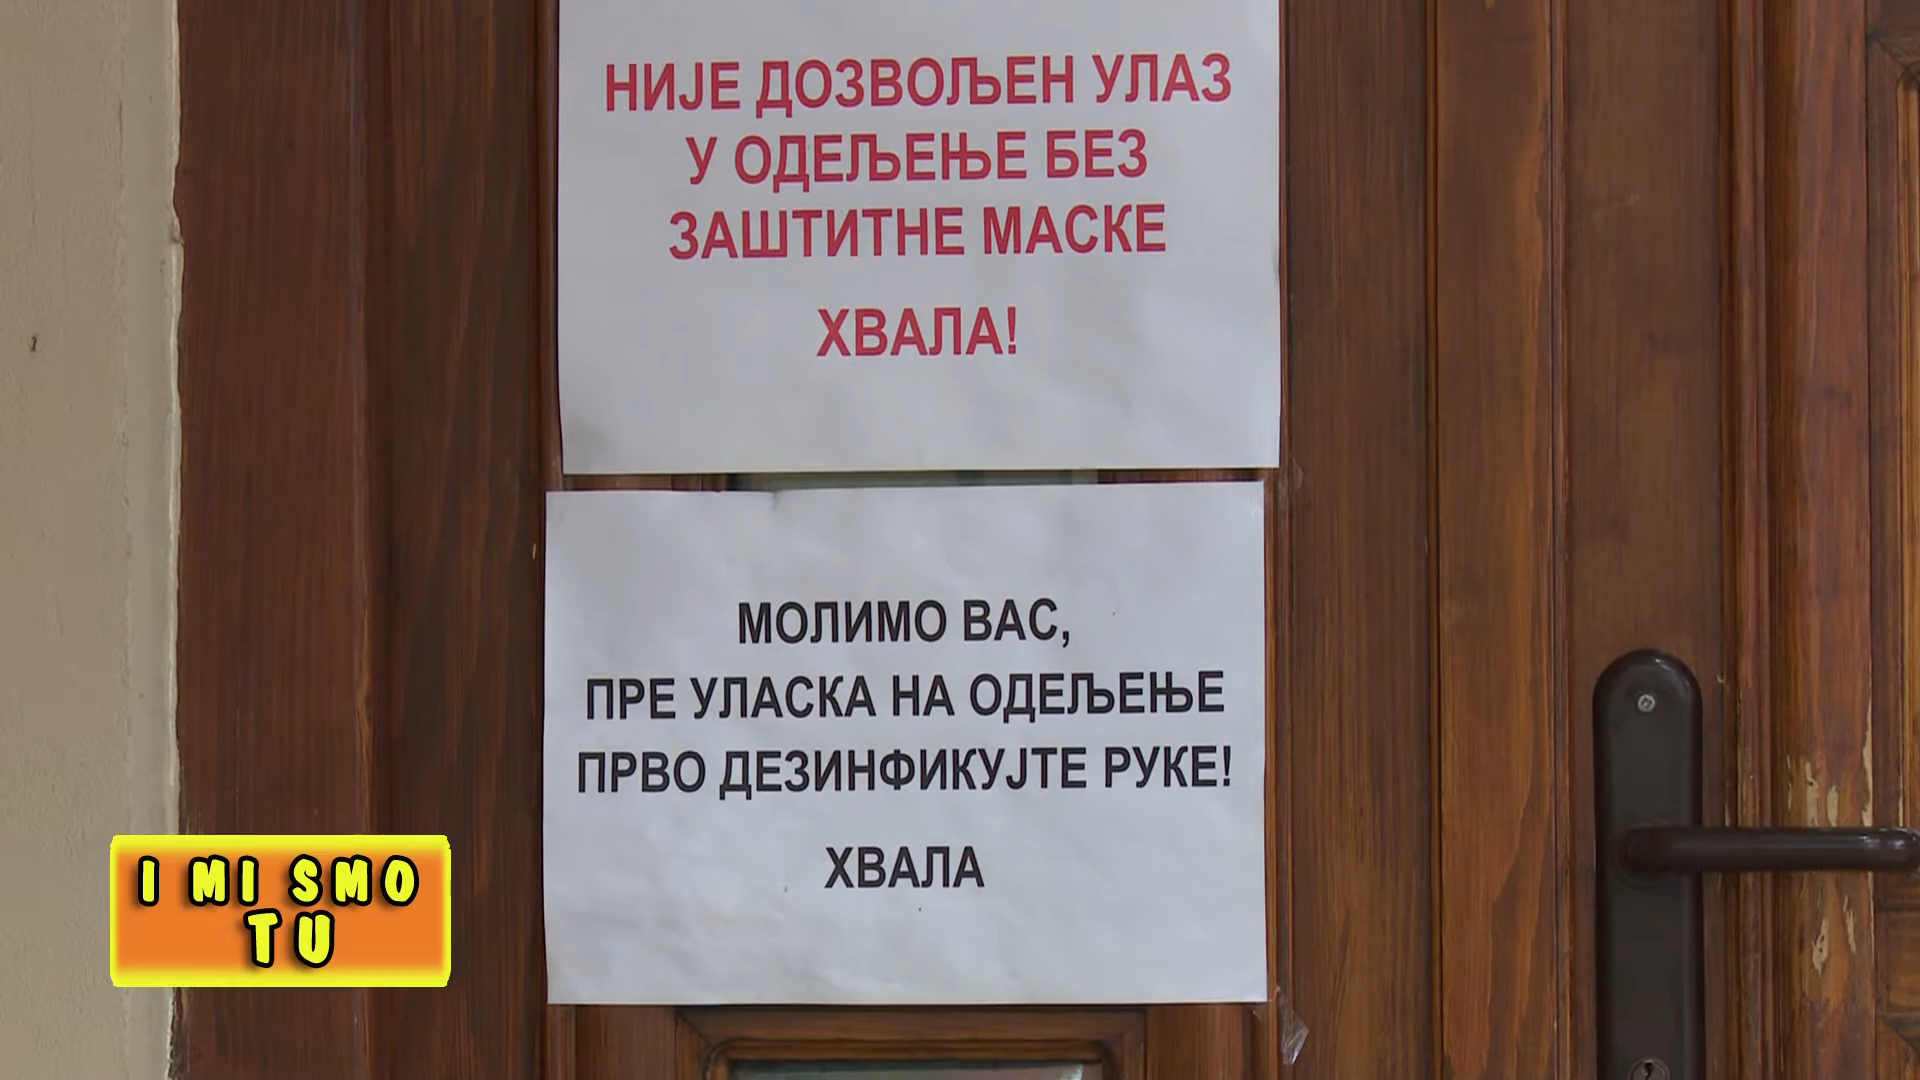 НИЈЕ ДОЗВОЉЕН УЛАЗ
У ОДЕЉЕЊЕ БЕЗ
ЗАШТИТНЕ МАСКЕ
ХВАЛА!
МОЛИМО ВАС,
ПРЕ УЛАСКА НА ОДЕЉЕЊЕ
ПРВО ДЕЗИНФИКУЈТЕ РУКЕ!
ХВАЛА
I MI SMO
TU